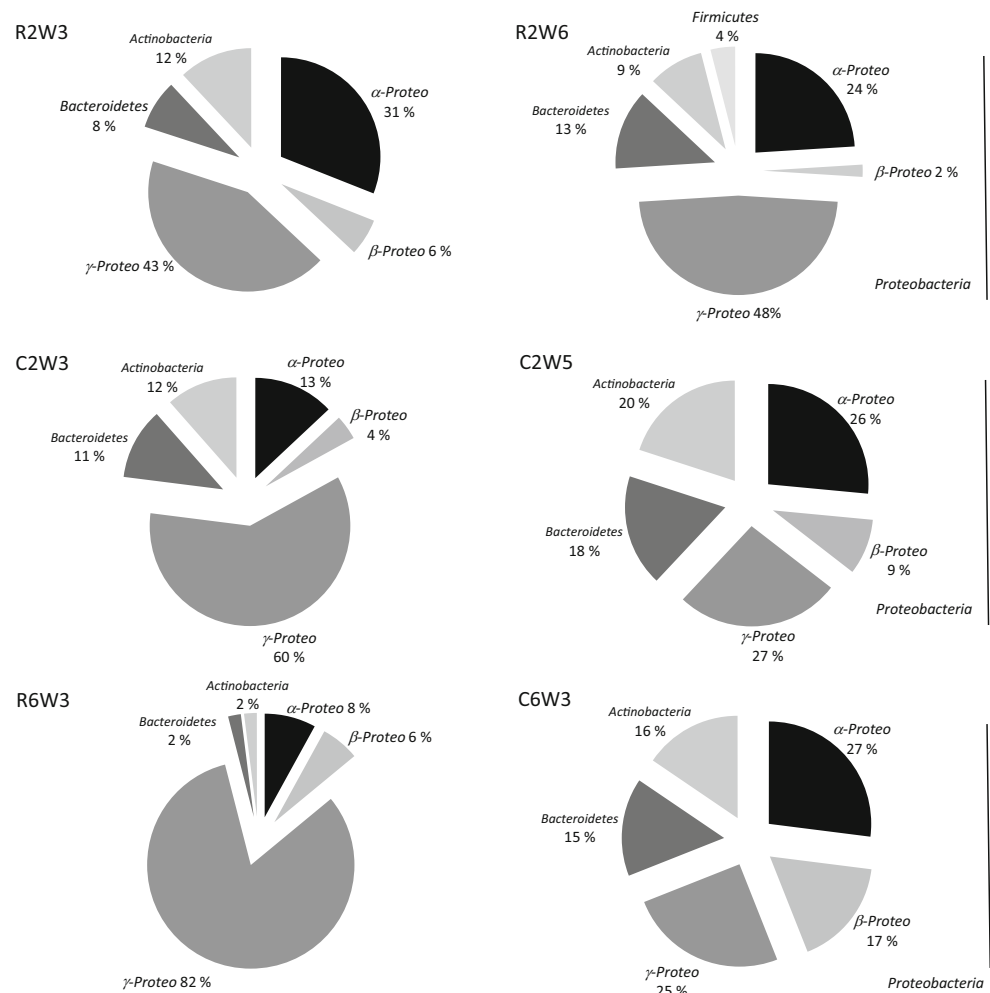 R2W3
Actinobacteria
12 %
α-Proteo
31 %
Bacteroidetes
8 %
β-Proteo 6 %
γ-Proteo 43 %
R2W6
Firmicutes
4 %
Actinobacteria
9 %
α-Proteo
24 %
Bacteroidetes
13 %
β-Proteo 2 %
Proteobacteria
γ-Proteo 48%
C2W3
Actinobacteria
12 %
α-Proteo
13 %
β-Proteo
4 %
Bacteroidetes
11 %
γ-Proteo
60 %
C2W5
Actinobacteria
20 %
α-Proteo
26 %
Bacteroidetes
18 %
β-Proteo
9 %
Proteobacteria
γ-Proteo
27 %
R6W3
Actinobacteria
2 %
α-Proteo 8 %
Bacteroidetes
2 %
β-Proteo 6 %
γ-Proteo 82 %
C6W3
Actinobacteria
16 %
α-Proteo
27 %
Bacteroidetes
15 %
β-Proteo
17 %
γ-Proteo
25 %
Proteobacteria